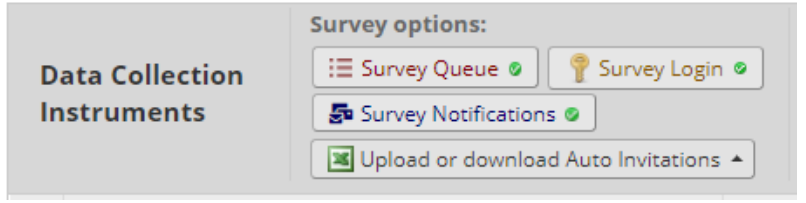 Data Collection
Instruments
Survey options:
Survey Queue
Survey Login
Survey Notifications
Upload or download Auto Invitations